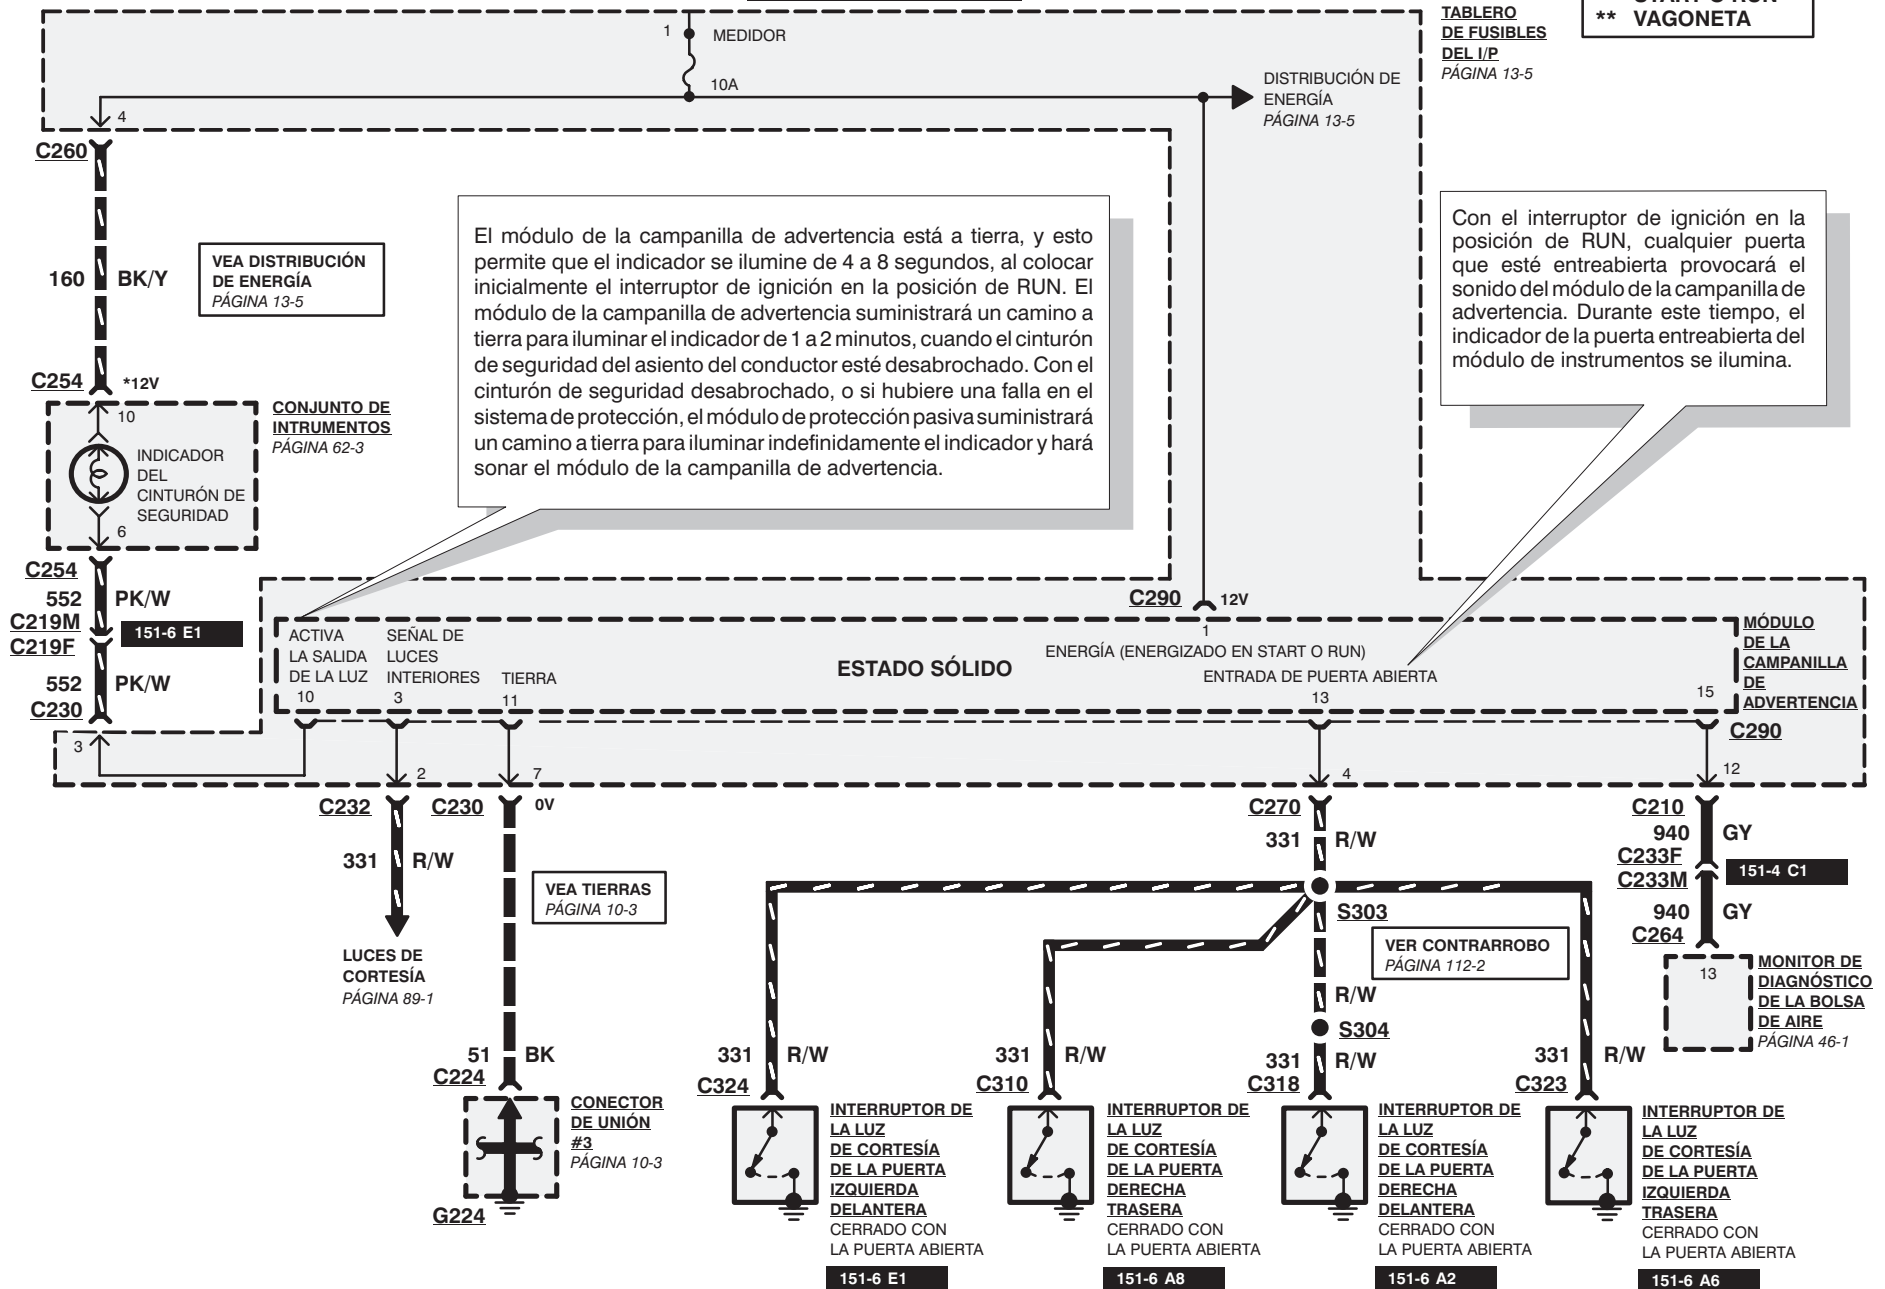 START O RUN
** VAGONETA
TABLERO
DE FUSIBLES
DEL I/P
PÁGINA 13-5
1
MEDIDOR
10A
DISTRIBUCIÓN DE
ENERGÍA
PÁGINA 13-5
4
C260
160
BK/Y
VEA DISTRIBUCIÓN
DE ENERGÍA
PÁGINA 13-5
El módulo de la campanilla de advertencia está a tierra, y esto
permite que el indicador se ilumine de 4 a 8 segundos, al colocar
inicialmente el interruptor de ignición en la posición de RUN. El
módulo de la campanilla de advertencia suministrará un camino a
tierra para iluminar el indicador de 1 a 2 minutos, cuando el cinturón
de seguridad del asiento del conductor esté desabrochado. Con el
cinturón de seguridad desabrochado, o si hubiere una falla en el
sistema de protección, el módulo de protección pasiva suministrará
un camino a tierra para iluminar indefinidamente el indicador y hará
sonar el módulo de la campanilla de advertencia.
Con el interruptor de ignición en la
posición de RUN, cualquier puerta
que esté entreabierta provocará el
sonido del módulo de la campanilla de
advertencia. Durante este tiempo, el
indicador de la puerta entreabierta del
módulo de instrumentos se ilumina.
C254
*12V
10
CONJUNTO DE
INTRUMENTOS
PÁGINA 62-3
INDICADOR
DEL
CINTURÓN DE
SEGURIDAD
6
C254
552
PK/W
C219M
151-6 E1
C219F
552
PK/W
C230
3
C290
12V
1
ACTIVA
LA SALIDA
DE LA LUZ
10
SEÑAL DE
LUCES
INTERIORES
3
TIERRA
11
ESTADO SÓLIDO
ENERGÍA (ENERGIZADO EN START O RUN)
ENTRADA DE PUERTA ABIERTA
13
15
MÓDULO
DE LA
CAMPANILLA
DE
ADVERTENCIA
C290
2
7
4
12
C232
C230
0V
C270
C210
331
R/W
LUCES DE
CORTESÍA
PÁGINA 89-1
VEA TIERRAS
PÁGINA 10-3
331
R/W
S303
VER CONTRARROBO
PÁGINA 112-2
940
GY
C233F
151-4 C1
C233M
940
GY
C264
13
MONITOR DE
DIAGNÓSTICO
DE LA BOLSA
DE AIRE
PÁGINA 46-1
R/W
S304
51
BK
C224
CONECTOR
DE UNIÓN
#3
PÁGINA 10-3
G224
331
R/W
C324
INTERRUPTOR DE
LA LUZ
DE CORTESÍA
DE LA PUERTA
IZQUIERDA
DELANTERA
CERRADO CON
LA PUERTA ABIERTA
151-6 E1
331
R/W
C310
INTERRUPTOR DE
LA LUZ
DE CORTESÍA
DE LA PUERTA
DERECHA
TRASERA
CERRADO CON
LA PUERTA ABIERTA
151-6 A8
331
R/W
C318
INTERRUPTOR DE
LA LUZ
DE CORTESÍA
DE LA PUERTA
DERECHA
DELANTERA
CERRADO CON
LA PUERTA ABIERTA
151-6 A2
331
R/W
C323
INTERRUPTOR DE
LA LUZ
DE CORTESÍA
DE LA PUERTA
IZQUIERDA
TRASERA
CERRADO CON
LA PUERTA ABIERTA
151-6 A6